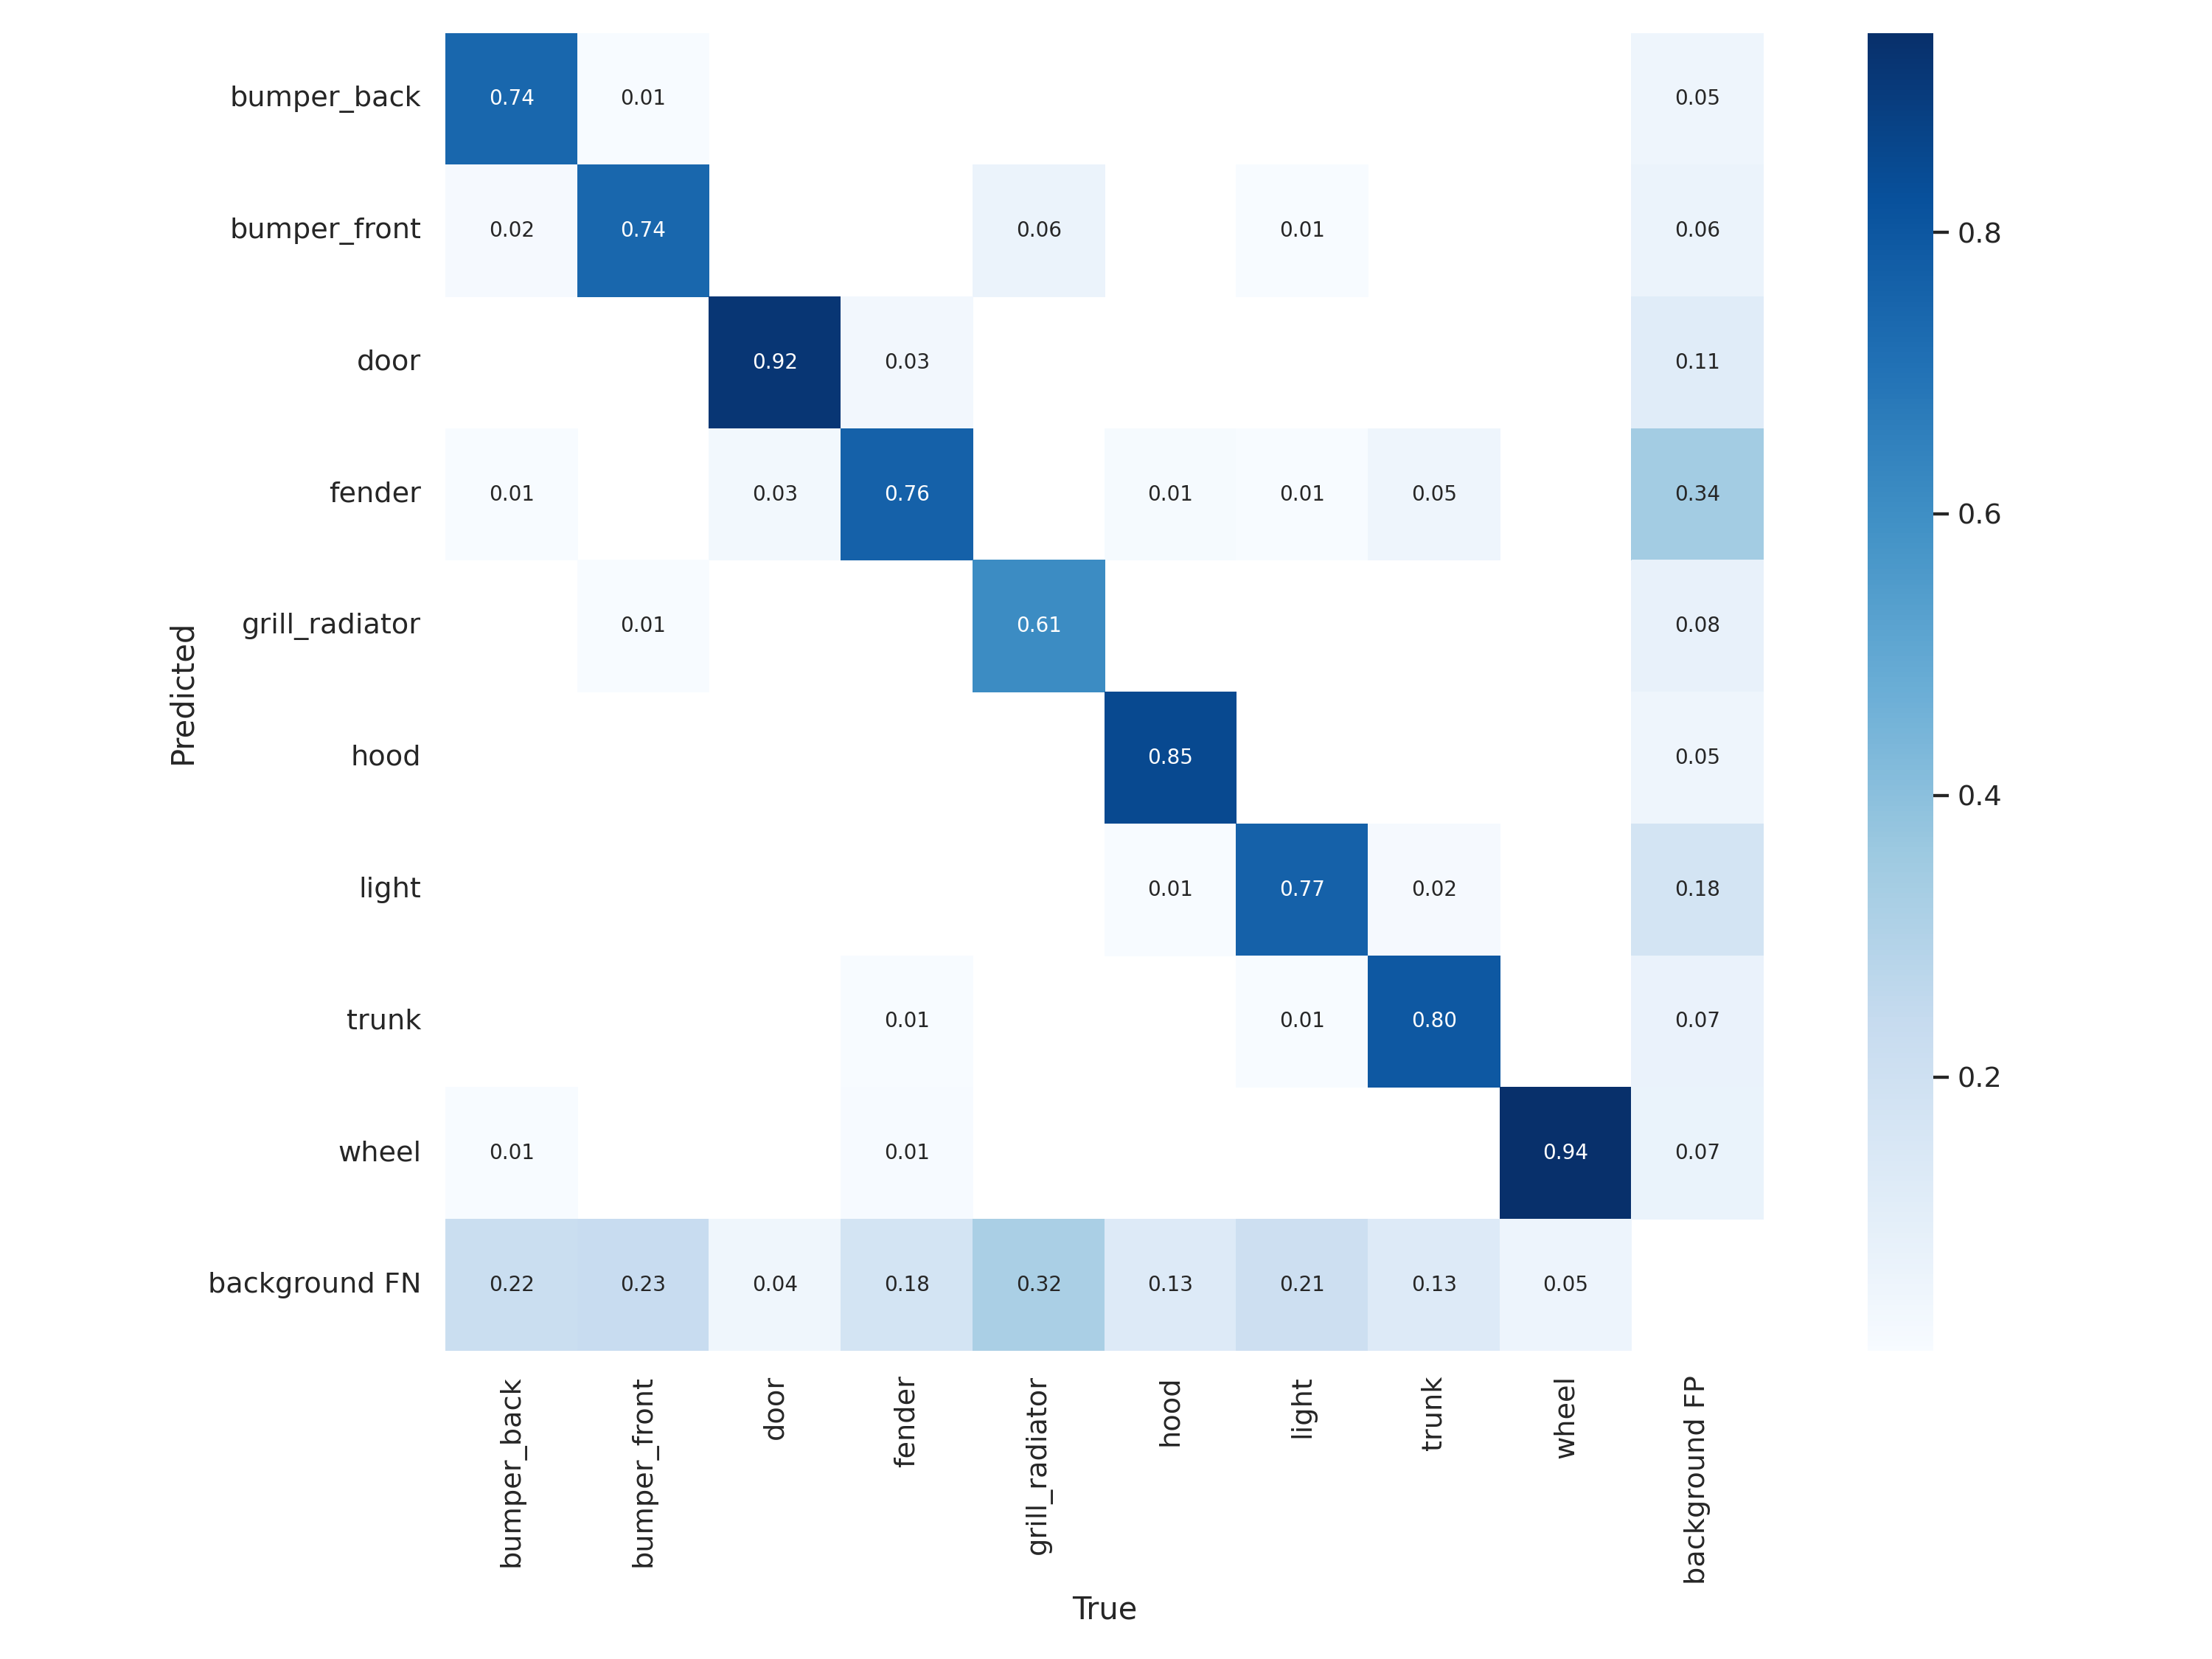 bumper_back 0.74 0.01 0.05
bumper_front 0.02 0.74 0.06 0.01 0.06 0.8
door 0.92 0.03 0.11
fender 0.01 0.03 0.76 0.01 0.01 0.05 0.34 0.6
grill_radiator 0.01 0.61 0.08
Predicted
hood 0.85 0.05 0.4
light 0.01 0.77 0.02 0.18
trunk 0.01 0.01 0.80 0.07 0.2
wheel 0.01 0.01 0.94 0.07
background FN 0.22 0.23 0.04 0.18 0.32 0.13 0.21 0.13 0.05
bumper_back
bumper_front
door
fender
grill_radiator
hood
light
trunk
wheel
background FP
True